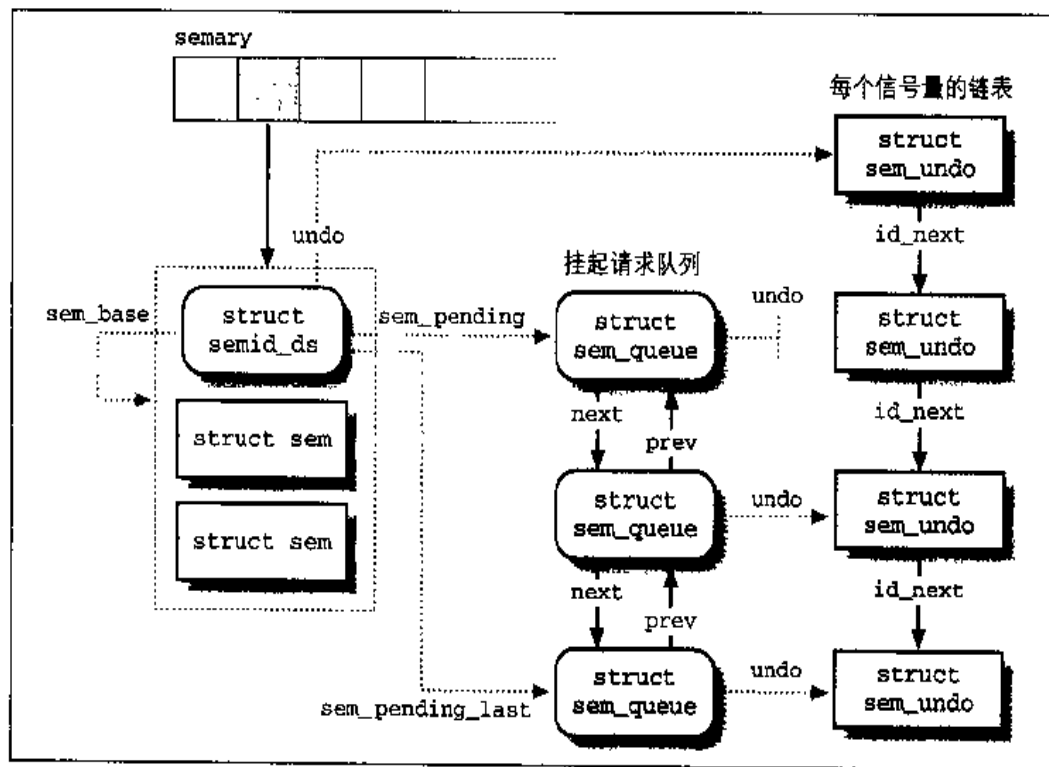 semary
每个信号量的链表
struct
sem_undo
id_next
undo
挂起请求队列
sem_base
struct
semid_ds
sem_pending
struct
sem_queue
undo
struct
sem_undo
next
prev
id_next
struct sem
struct
sem_queue
undo
struct
sem_undo
struct sem
next
prev
id_next
sem_pending_last
struct
sem_queue
undo
struct
sem_undo